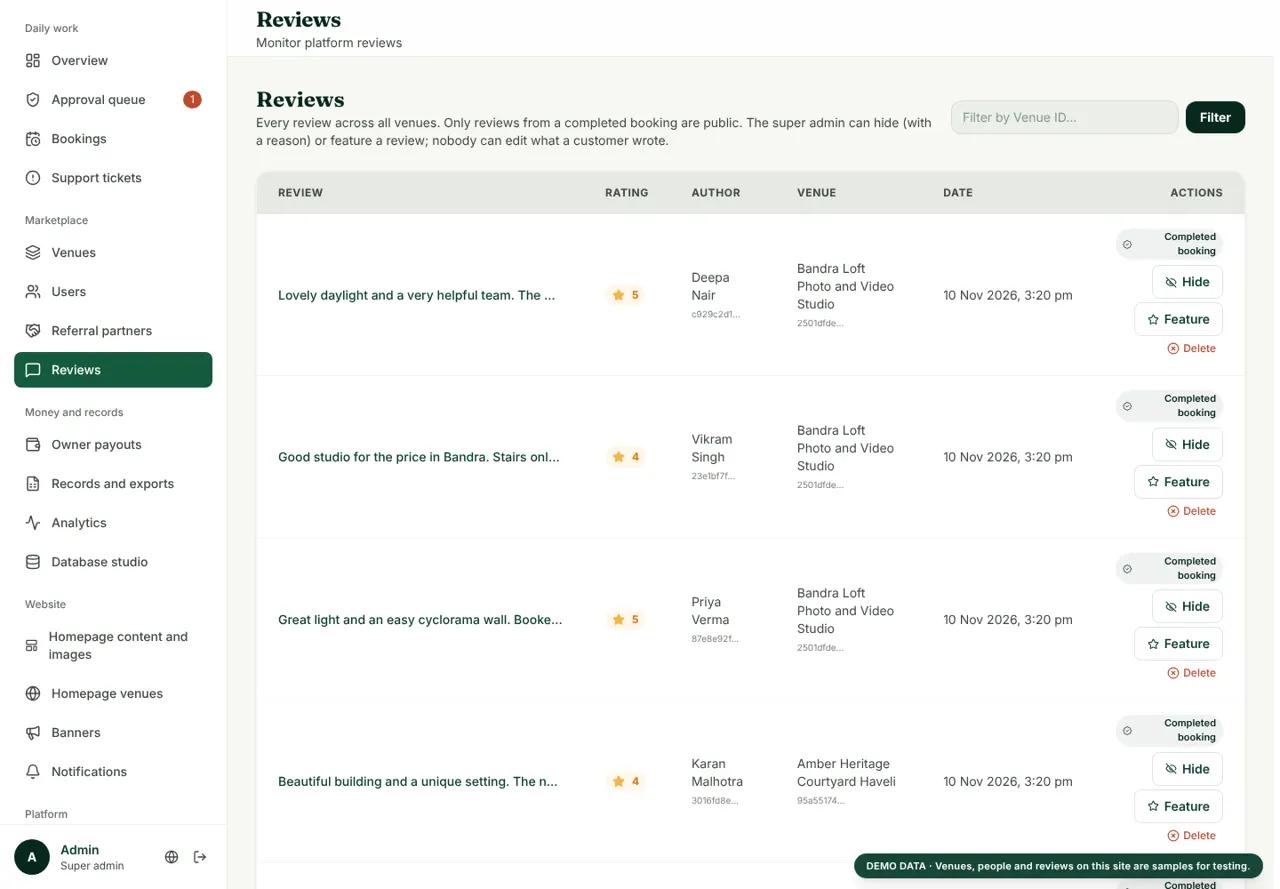 Daily work
Overview
Approval queue 1
Bookings
Support tickets
Marketplace
Venues
Users
Referral partners
Reviews
Money and records
Owner payouts
Records and exports
Analytics
Database studio
Website
Homepage content and
images
Homepage venues
Banners
Notifications
Platform
A
Admin
Super admin
Reviews
Monitor platform reviews
Reviews
Every review across all venues. Only reviews from a completed booking are public. The super admin can hide (with
a reason) or feature a review; nobody can edit what a customer wrote.
Filter by Venue ID...
Filter
REVIEW RATING AUTHOR VENUE DATE ACTIONS
Lovely daylight and a very helpful team. The ...
5
Deepa
Nair
c929c2d1...
Bandra Loft
Photo and Video
Studio
2501dfde...
10 Nov 2026, 3:20 pm
Completed
booking
Hide
Feature
Delete
Good studio for the price in Bandra. Stairs onl...
4
Vikram
Singh
23e1bf7f...
Bandra Loft
Photo and Video
Studio
2501dfde...
10 Nov 2026, 3:20 pm
Completed
booking
Hide
Feature
Delete
Great light and an easy cyclorama wall. Booke...
5
Priya
Verma
87e8e92f...
Bandra Loft
Photo and Video
Studio
2501dfde...
10 Nov 2026, 3:20 pm
Completed
booking
Hide
Feature
Delete
Beautiful building and a unique setting. The n...
4
Karan
Malhotra
3016fd8e...
Amber Heritage
Courtyard Haveli
95a55174...
10 Nov 2026, 3:20 pm
Completed
booking
Hide
Feature
Delete
DEMO DATA · Venues, people and reviews on this site are samples for testing.
Completed